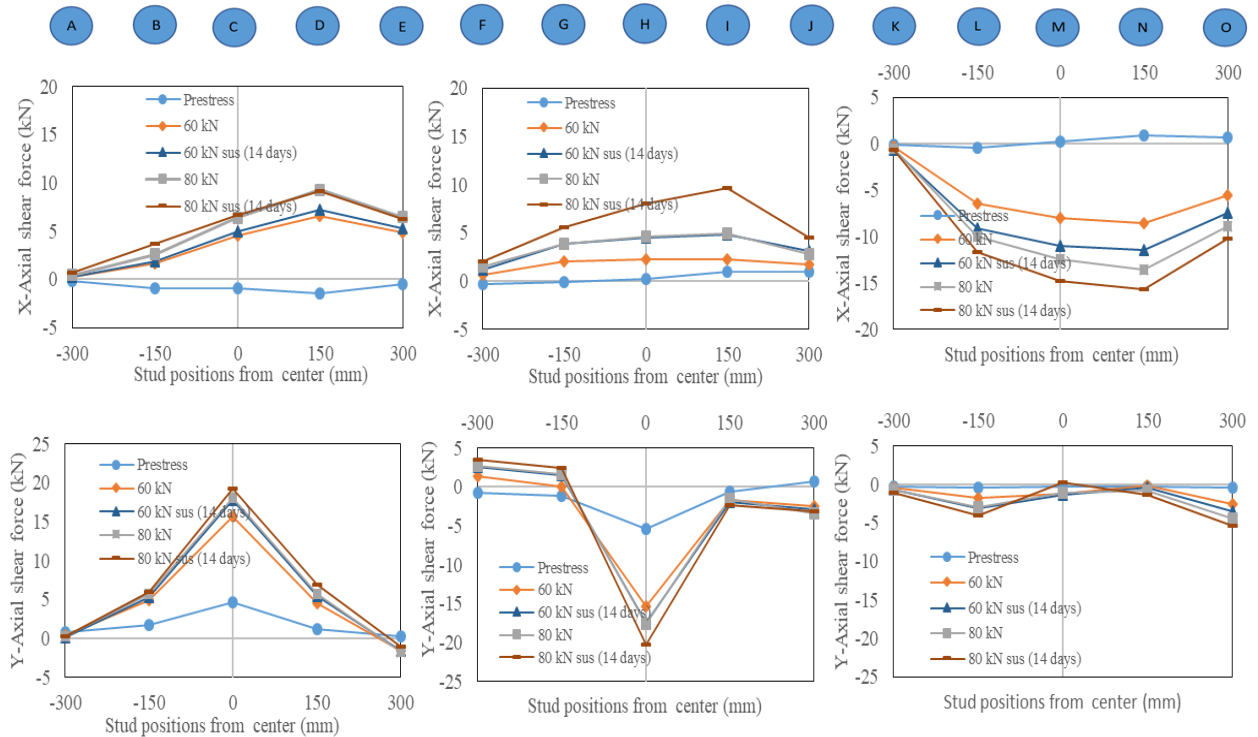 A B C D E F G H I J K L M N O
X-Axial shear force (kN)
20
15
10
5
0
-5
Prestress
60 kN
60 kN sus (14 days)
80 kN
80 kN sus (14 days)
-300 -150 0 150 300
Stud positions from center (mm)
X-Axial shear force (kN)
20
15
10
5
0
-5
Prestress
60 kN
60 kN sus (14 days)
80 kN
80 kN sus (14 days)
-300 -150 0 150 300
Stud positions from center (mm)
-300 -150 0 150 300
X-Axial shear force (kN)
5
0
-5
-10
-15
-20
Prestress
60 kN
60 kN sus (14 days)
80 kN
80 kN sus (14 days)
Stud positions from center (mm)
Y-Axial shear force (kN)
25
20
15
10
5
0
-5
Prestress
60 kN
60 kN sus (14 days)
80 kN
80 kN sus (14 days)
-300 -150 0 150 300
Stud positions from center (mm)
-300 -150 0 150 300
Y-Axial shear force (kN)
5
0
-5
-10
-15
-20
-25
Prestress
60 kN
60 kN sus (14 days)
80 kN
80 kN sus (14 days)
Stud positions from center (mm)
-300 -150 0 150 300
Y-Axial shear force (kN)
5
0
-5
-10
-15
-20
-25
Prestress
60 kN
60 kN sus (14 days)
80 kN
80 kN sus (14 days)
Stud positions from center (mm)